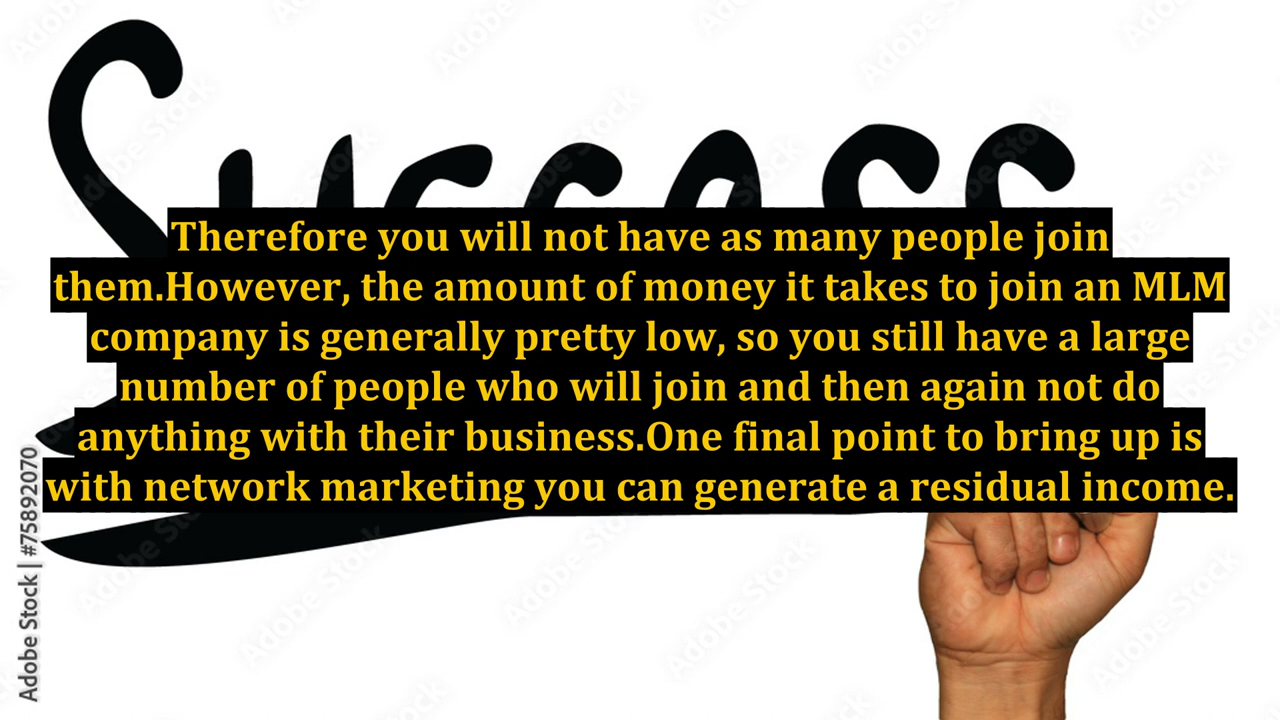 Success
Therefore you will not have as many people join
them.However, the amount of money it takes to join an MLM
company is generally pretty low, so you still have a large
number of people who will join and then again not do
anything with their business.One final point to bring up is
with network marketing you can generate a residual income.
Adobe Stock | #75892070